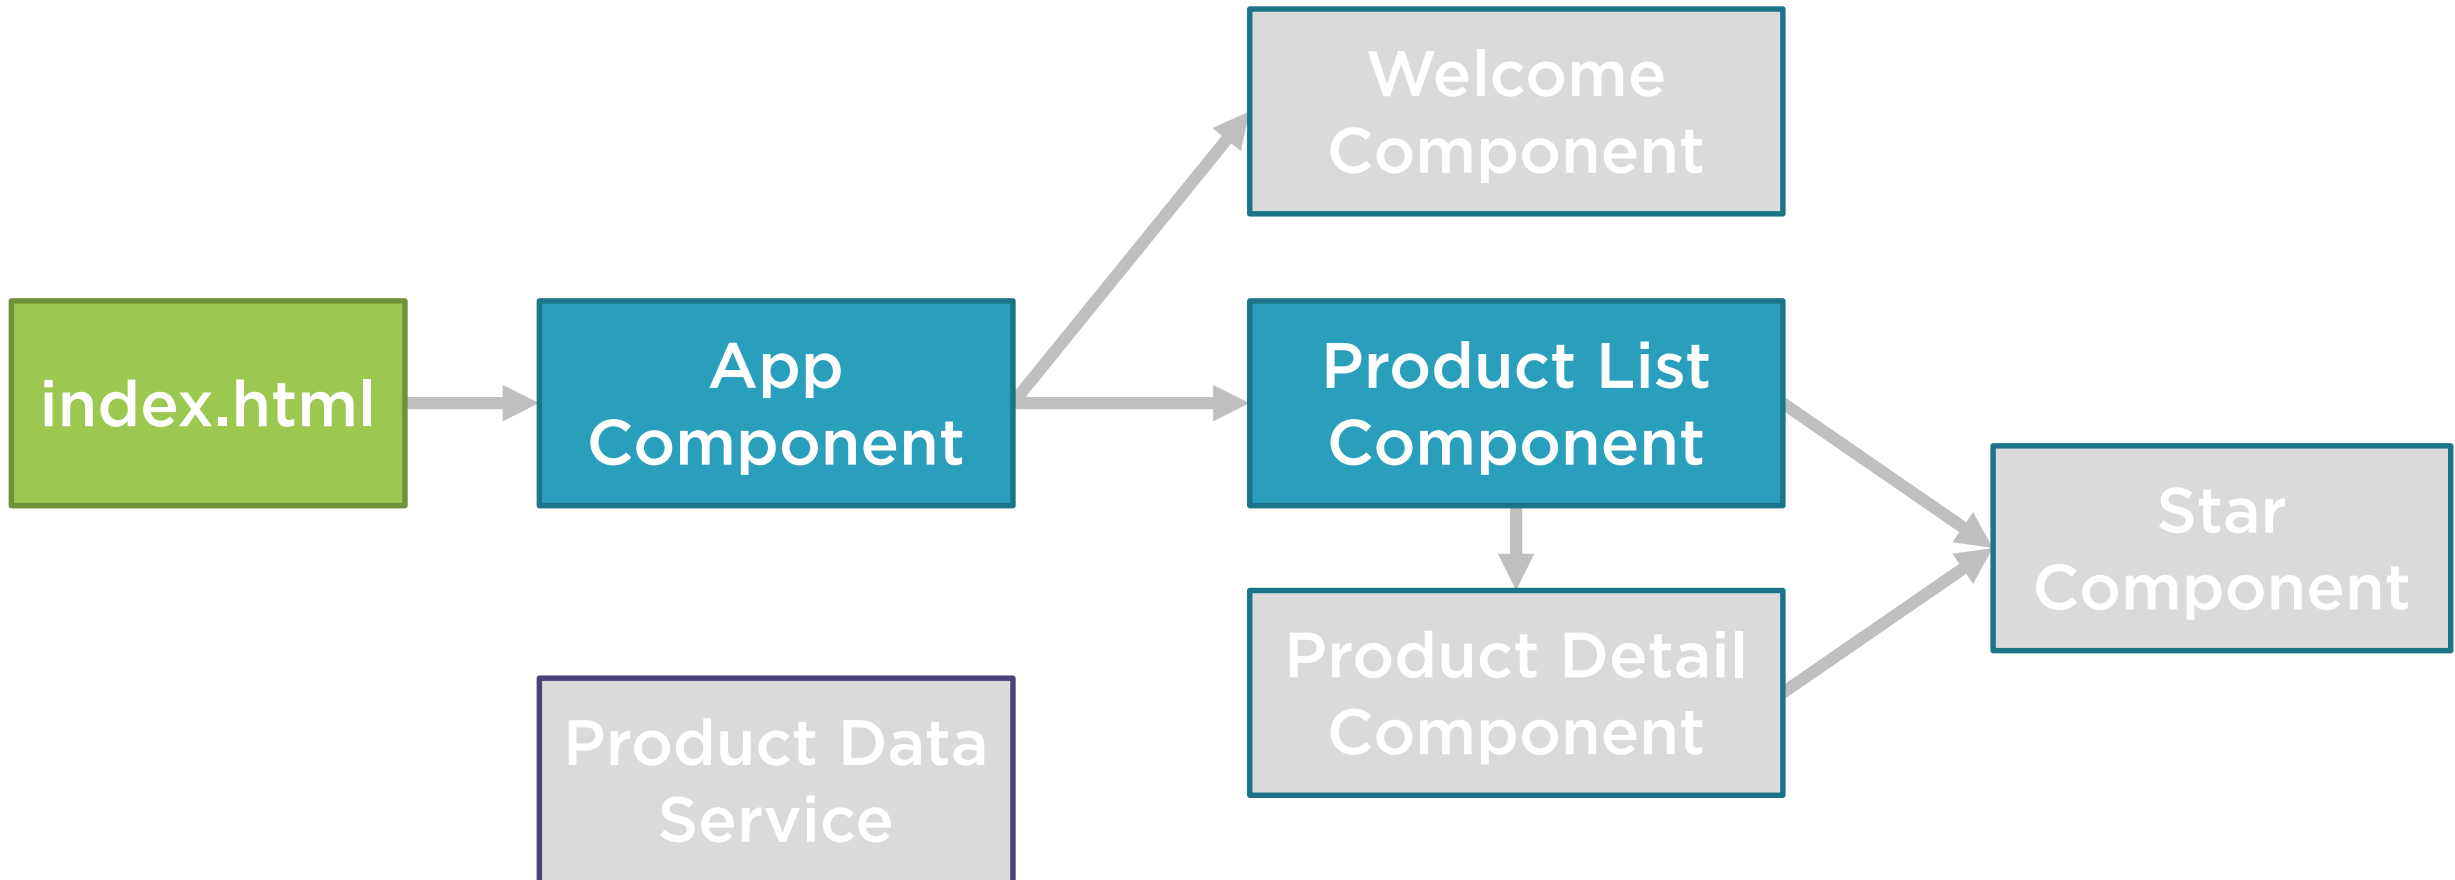 Welcome
Component
index.html
App
Component
Product List
Component
Star
Component
Product Detail
Component
Product Data
Service